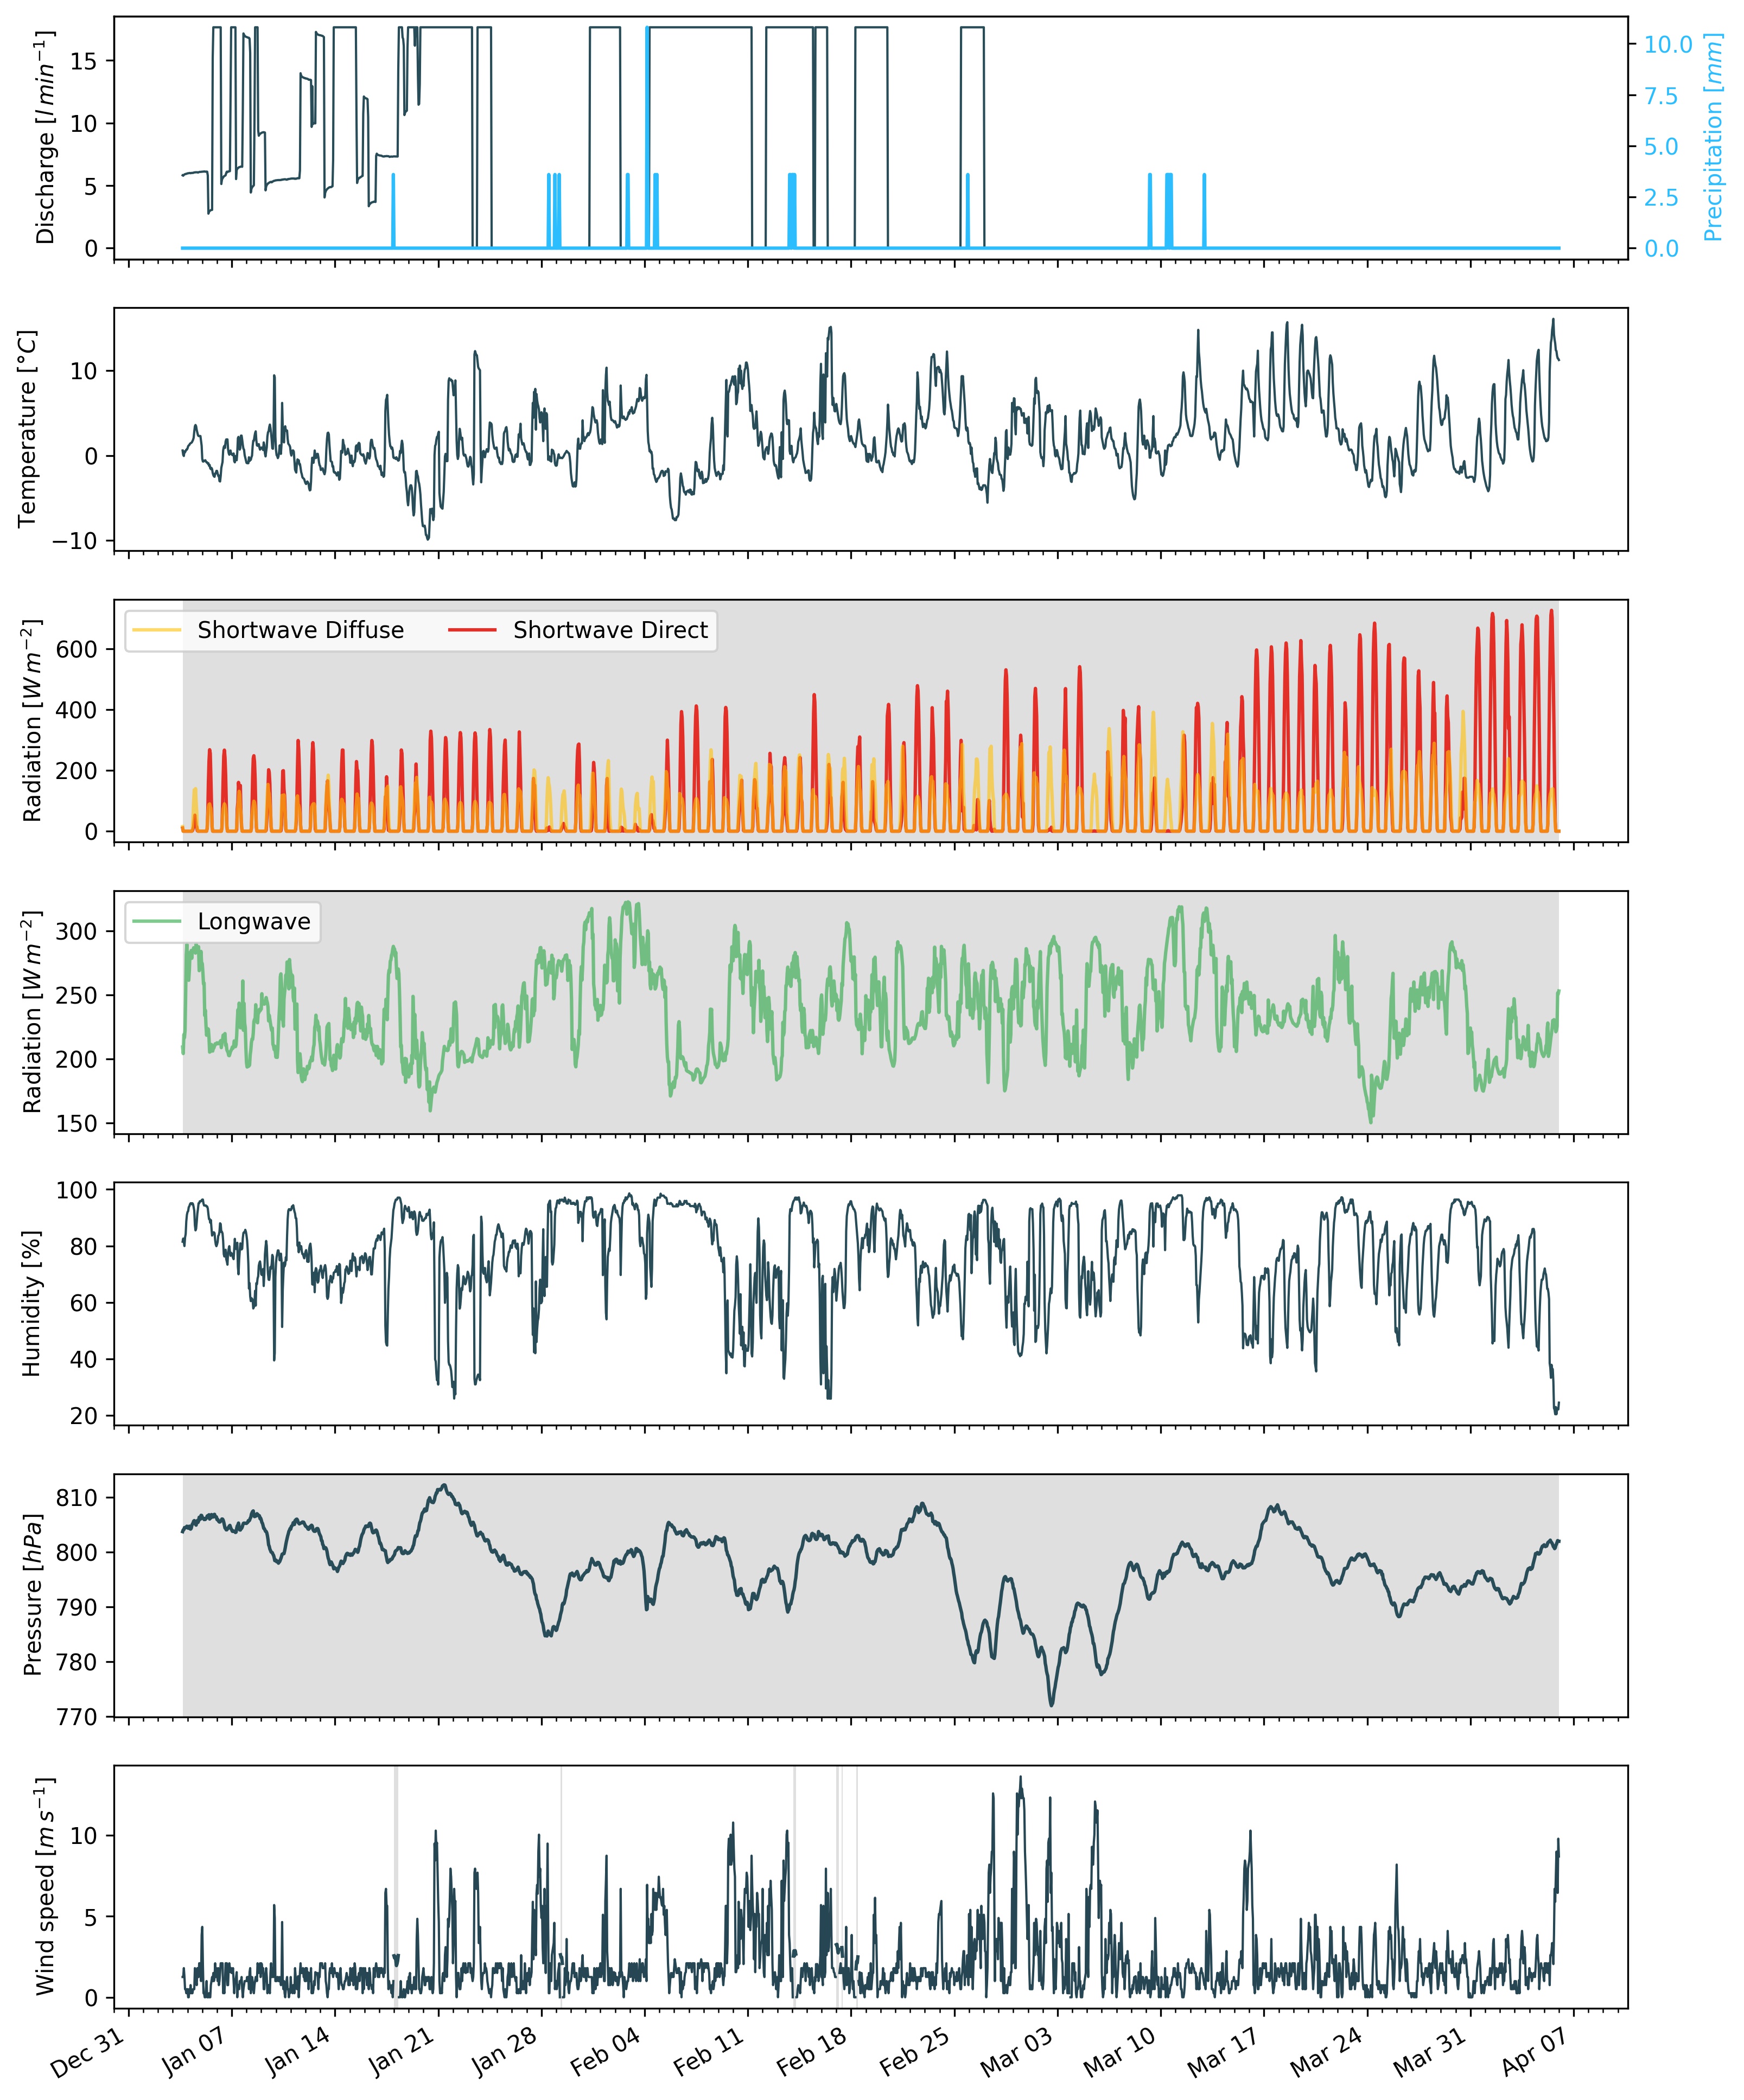 Discharge [l min⁻¹]
15
10
5
0
10.0
7.5
5.0
2.5
0.0
Precipitation [mm]
Temperature [°C]
10
0
−10
Radiation [W m⁻²]
600
400
200
0
Shortwave Diffuse
Shortwave Direct
Radiation [W m⁻²]
300
250
200
150
Longwave
Humidity [%]
100
80
60
40
20
Pressure [hPa]
810
800
790
780
770
Wind speed [m s⁻¹]
10
5
0
Dec 31
Jan 07
Jan 14
Jan 21
Jan 28
Feb 04
Feb 11
Feb 18
Feb 25
Mar 03
Mar 10
Mar 17
Mar 24
Mar 31
Apr 07